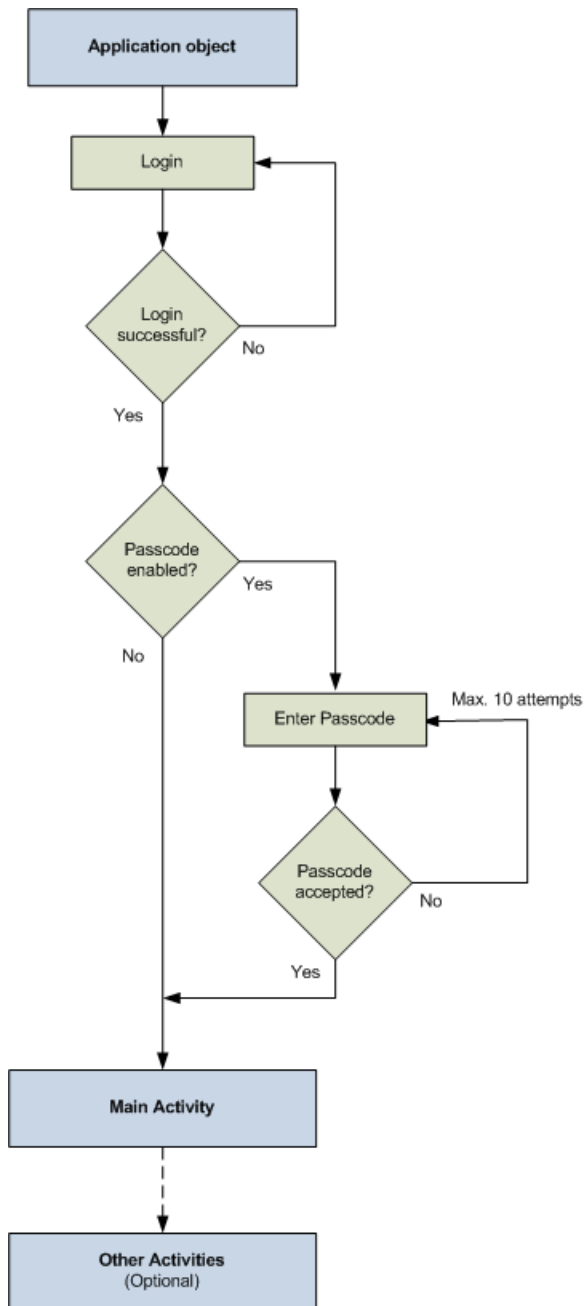 Application object
Login
Login
successful?
No
Yes
Passcode
enabled?
Yes
No
Max. 10 attempts
Enter Passcode
Passcode
accepted?
No
Yes
Main Activity
Other Activities
(Optional)